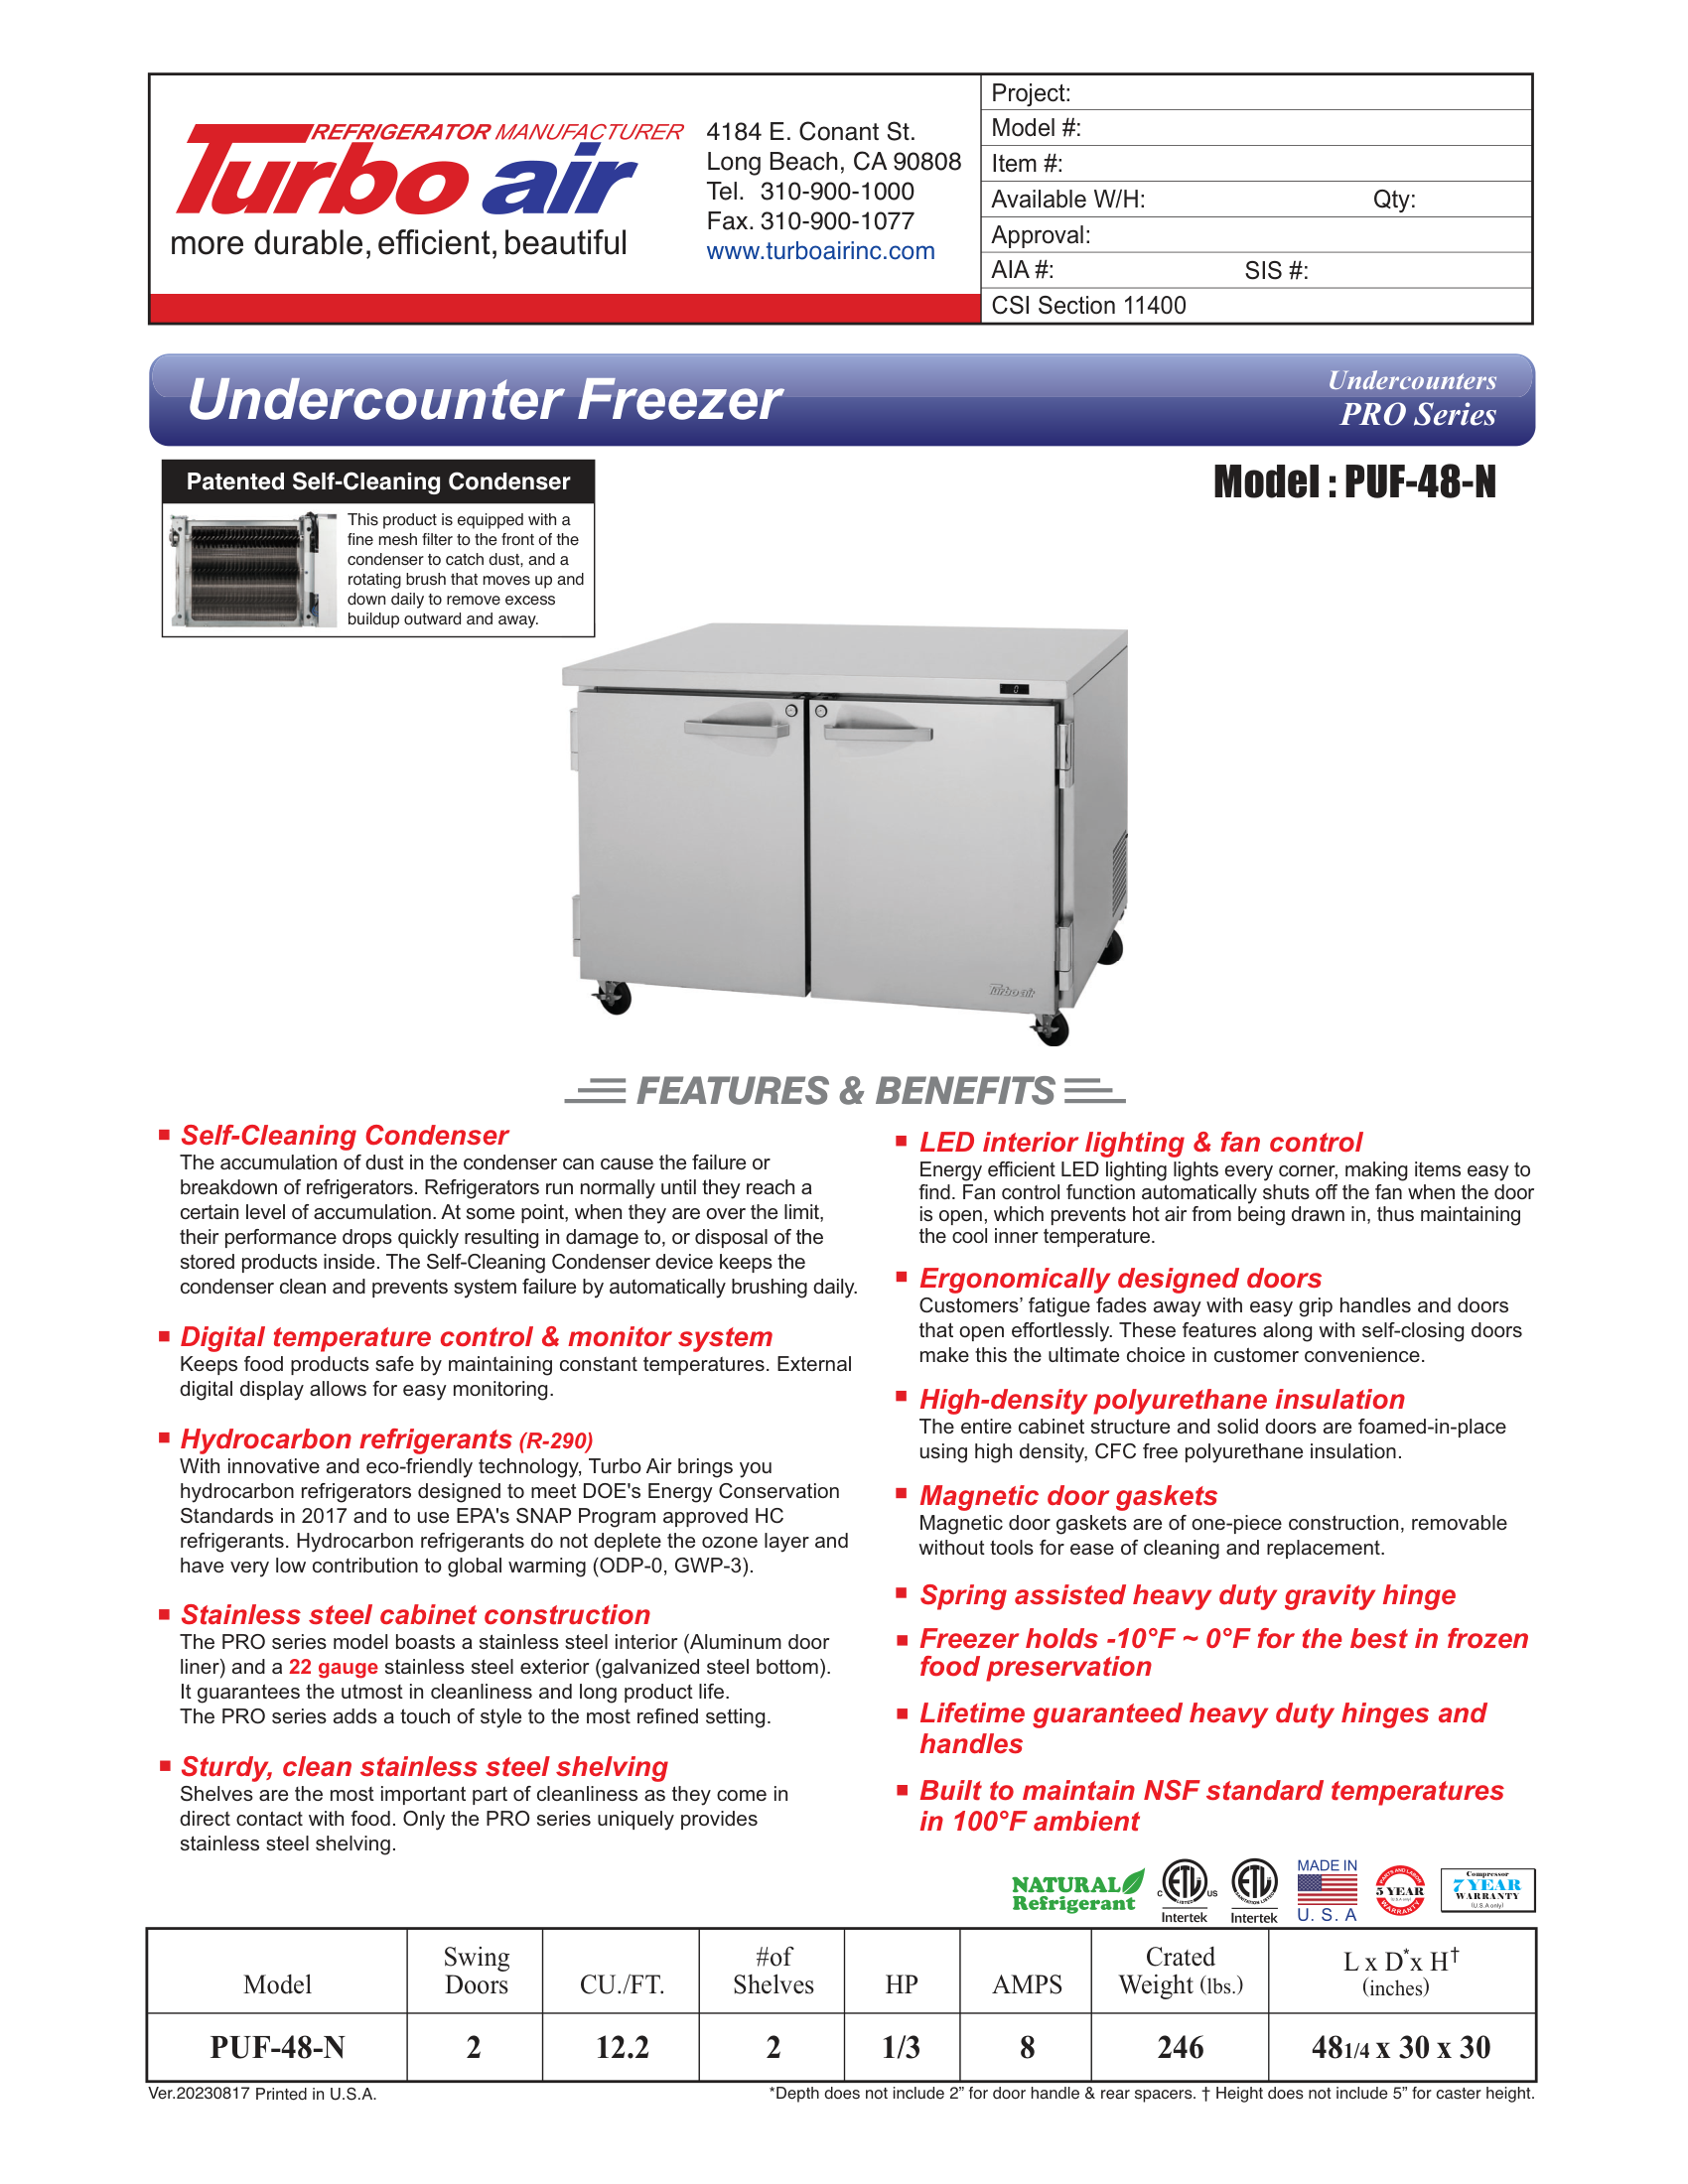 REFRIGERATOR MANUFACTURER
Turbo air
more durable, efficient, beautiful
4184 E. Conant St.
Long Beach, CA 90808
Tel. 310-900-1000
Fax. 310-900-1077
www.turboairinc.com
Project:
Model #:
Item #:
Available W/H: Qty:
Approval:
AIA #: SIS #:
CSI Section 11400
Undercounter Freezer
Undercounters
PRO Series
Patented Self-Cleaning Condenser
This product is equipped with a
fine mesh filter to the front of the
condenser to catch dust, and a
rotating brush that moves up and
down daily to remove excess
buildup outward and away.
Model : PUF-48-N
0
Turbo air
FEATURES & BENEFITS
■ Self-Cleaning Condenser
The accumulation of dust in the condenser can cause the failure or
breakdown of refrigerators. Refrigerators run normally until they reach a
certain level of accumulation. At some point, when they are over the limit,
their performance drops quickly resulting in damage to, or disposal of the
stored products inside. The Self-Cleaning Condenser device keeps the
condenser clean and prevents system failure by automatically brushing daily.
■ Digital temperature control & monitor system
Keeps food products safe by maintaining constant temperatures. External
digital display allows for easy monitoring.
■ Hydrocarbon refrigerants (R-290)
With innovative and eco-friendly technology, Turbo Air brings you
hydrocarbon refrigerators designed to meet DOE's Energy Conservation
Standards in 2017 and to use EPA's SNAP Program approved HC
refrigerants. Hydrocarbon refrigerants do not deplete the ozone layer and
have very low contribution to global warming (ODP-0, GWP-3).
■ Stainless steel cabinet construction
The PRO series model boasts a stainless steel interior (Aluminum door
liner) and a 22 gauge stainless steel exterior (galvanized steel bottom).
It guarantees the utmost in cleanliness and long product life.
The PRO series adds a touch of style to the most refined setting.
■ Sturdy, clean stainless steel shelving
Shelves are the most important part of cleanliness as they come in
direct contact with food. Only the PRO series uniquely provides
stainless steel shelving.
■ LED interior lighting & fan control
Energy efficient LED lighting lights every corner, making items easy to
find. Fan control function automatically shuts off the fan when the door
is open, which prevents hot air from being drawn in, thus maintaining
the cool inner temperature.
■ Ergonomically designed doors
Customers’ fatigue fades away with easy grip handles and doors
that open effortlessly. These features along with self-closing doors
make this the ultimate choice in customer convenience.
■ High-density polyurethane insulation
The entire cabinet structure and solid doors are foamed-in-place
using high density, CFC free polyurethane insulation.
■ Magnetic door gaskets
Magnetic door gaskets are of one-piece construction, removable
without tools for ease of cleaning and replacement.
■ Spring assisted heavy duty gravity hinge
■ Freezer holds -10°F ~ 0°F for the best in frozen
food preservation
■ Lifetime guaranteed heavy duty hinges and
handles
■ Built to maintain NSF standard temperatures
in 100°F ambient
NATURAL
Refrigerant
C ETL US
LISTED
Intertek
ETL
SANITATION LISTED
Intertek
MADE IN
U. S. A
PARTS AND LABOR
5 YEAR
(U.S.A only)
WARRANTY
Compressor
7 YEAR
WARRANTY
(U.S.A only)
Model Swing Doors CU./FT. #of Shelves HP AMPS Crated Weight (lbs.) L x D* x H† (inches)
PUF-48-N 2 12.2 2 1/3 8 246 481/4 x 30 x 30
Ver.20230817 Printed in U.S.A.
*Depth does not include 2” for door handle & rear spacers. † Height does not include 5” for caster height.